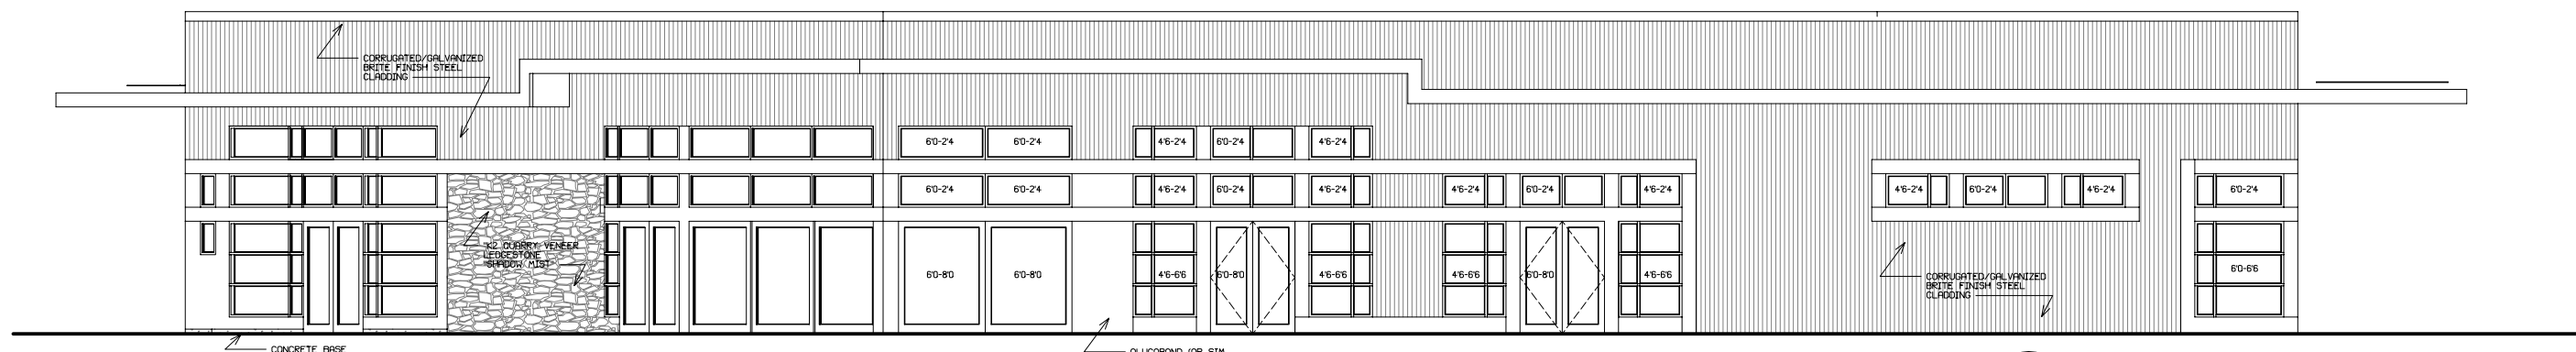 CORRUGATED/GALVANIZED
BRITE FINISH STEEL
CLADDING
6'0-2'4 6'0-2'4 4'6-2'4 6'0-2'4 4'6-2'4
6'0-2'4 6'0-2'4 4'6-2'4 6'0-2'4 4'6-2'4 4'6-2'4 6'0-2'4 4'6-2'4 4'6-2'4 6'0-2'4 4'6-2'4 6'0-2'4
"K2 QUARRY VENEER
LEDGESTONE
"SHADOW MIST"
6'0-8'0 6'0-8'0 4'6-6'6 6'0-8'0 4'6-6'6 4'6-6'6 6'0-8'0 4'6-6'6 6'0-6'6
CORRUGATED/GALVANIZED
BRITE FINISH STEEL
CLADDING
CONCRETE BASE